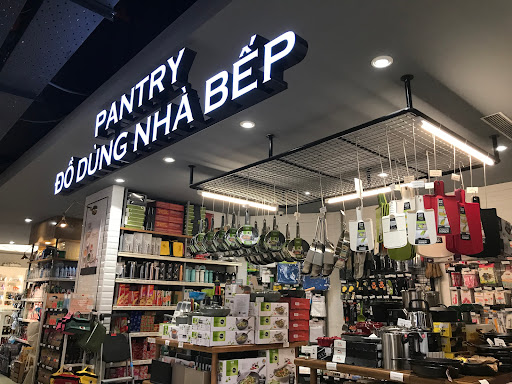 PANTRY
ĐỒ DÙNG NHÀ BẾP